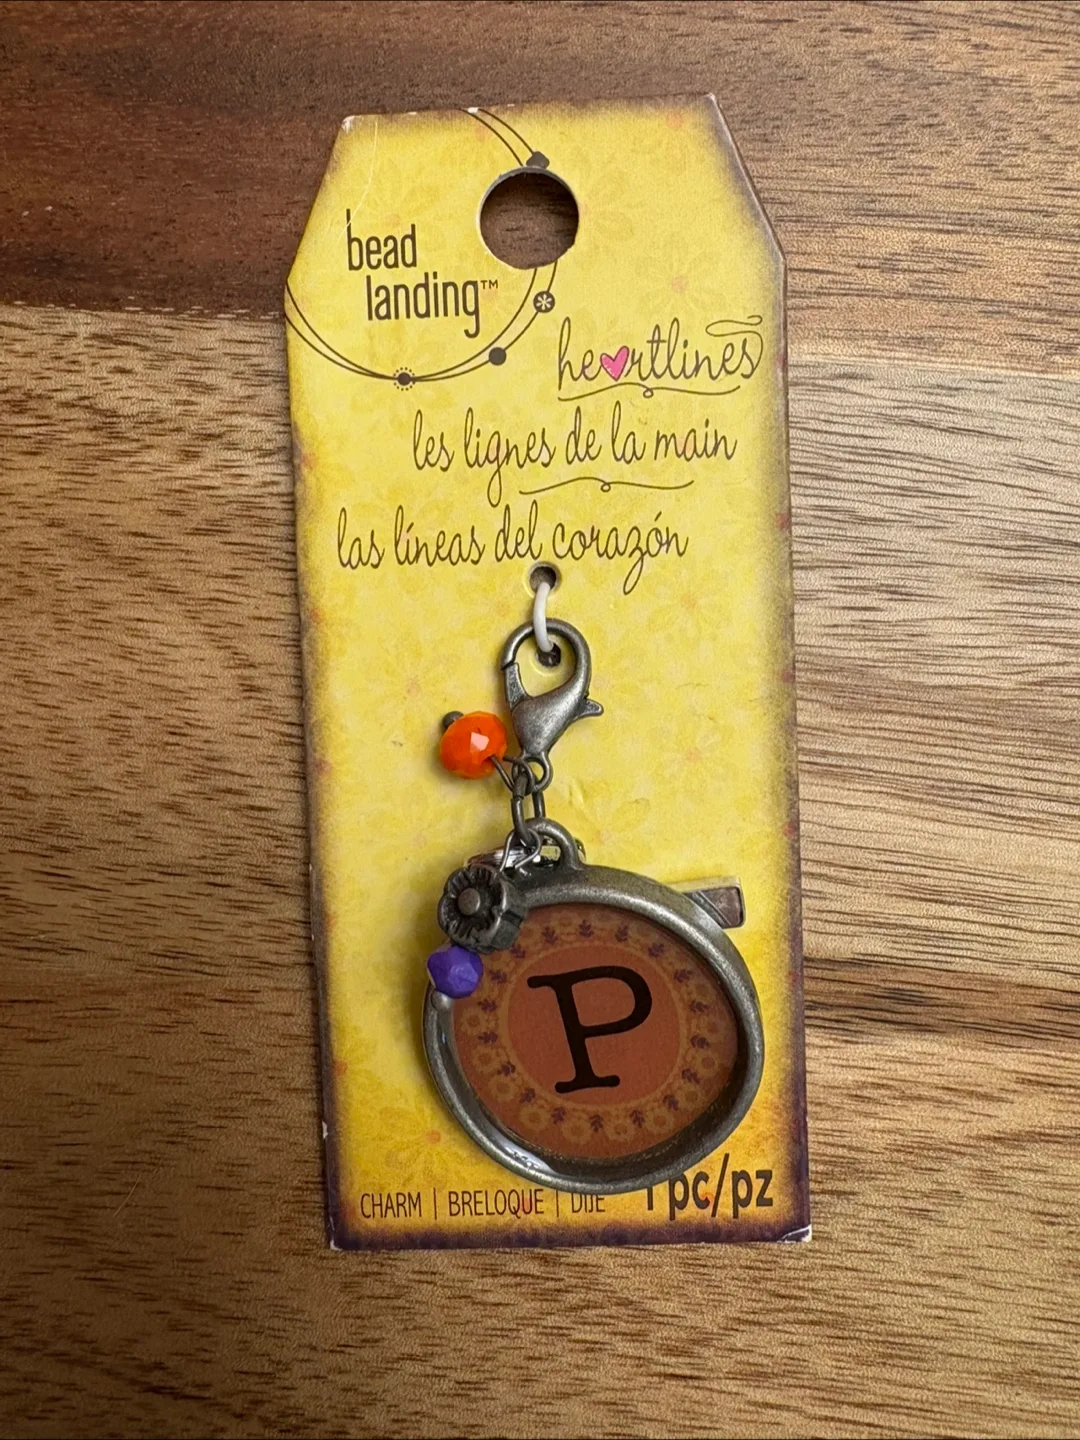 bead
landing™
heartlines
les lignes de la main
las líneas del corazón
P
CHARM | BRELOQUE | DIJE
1 pc/pz